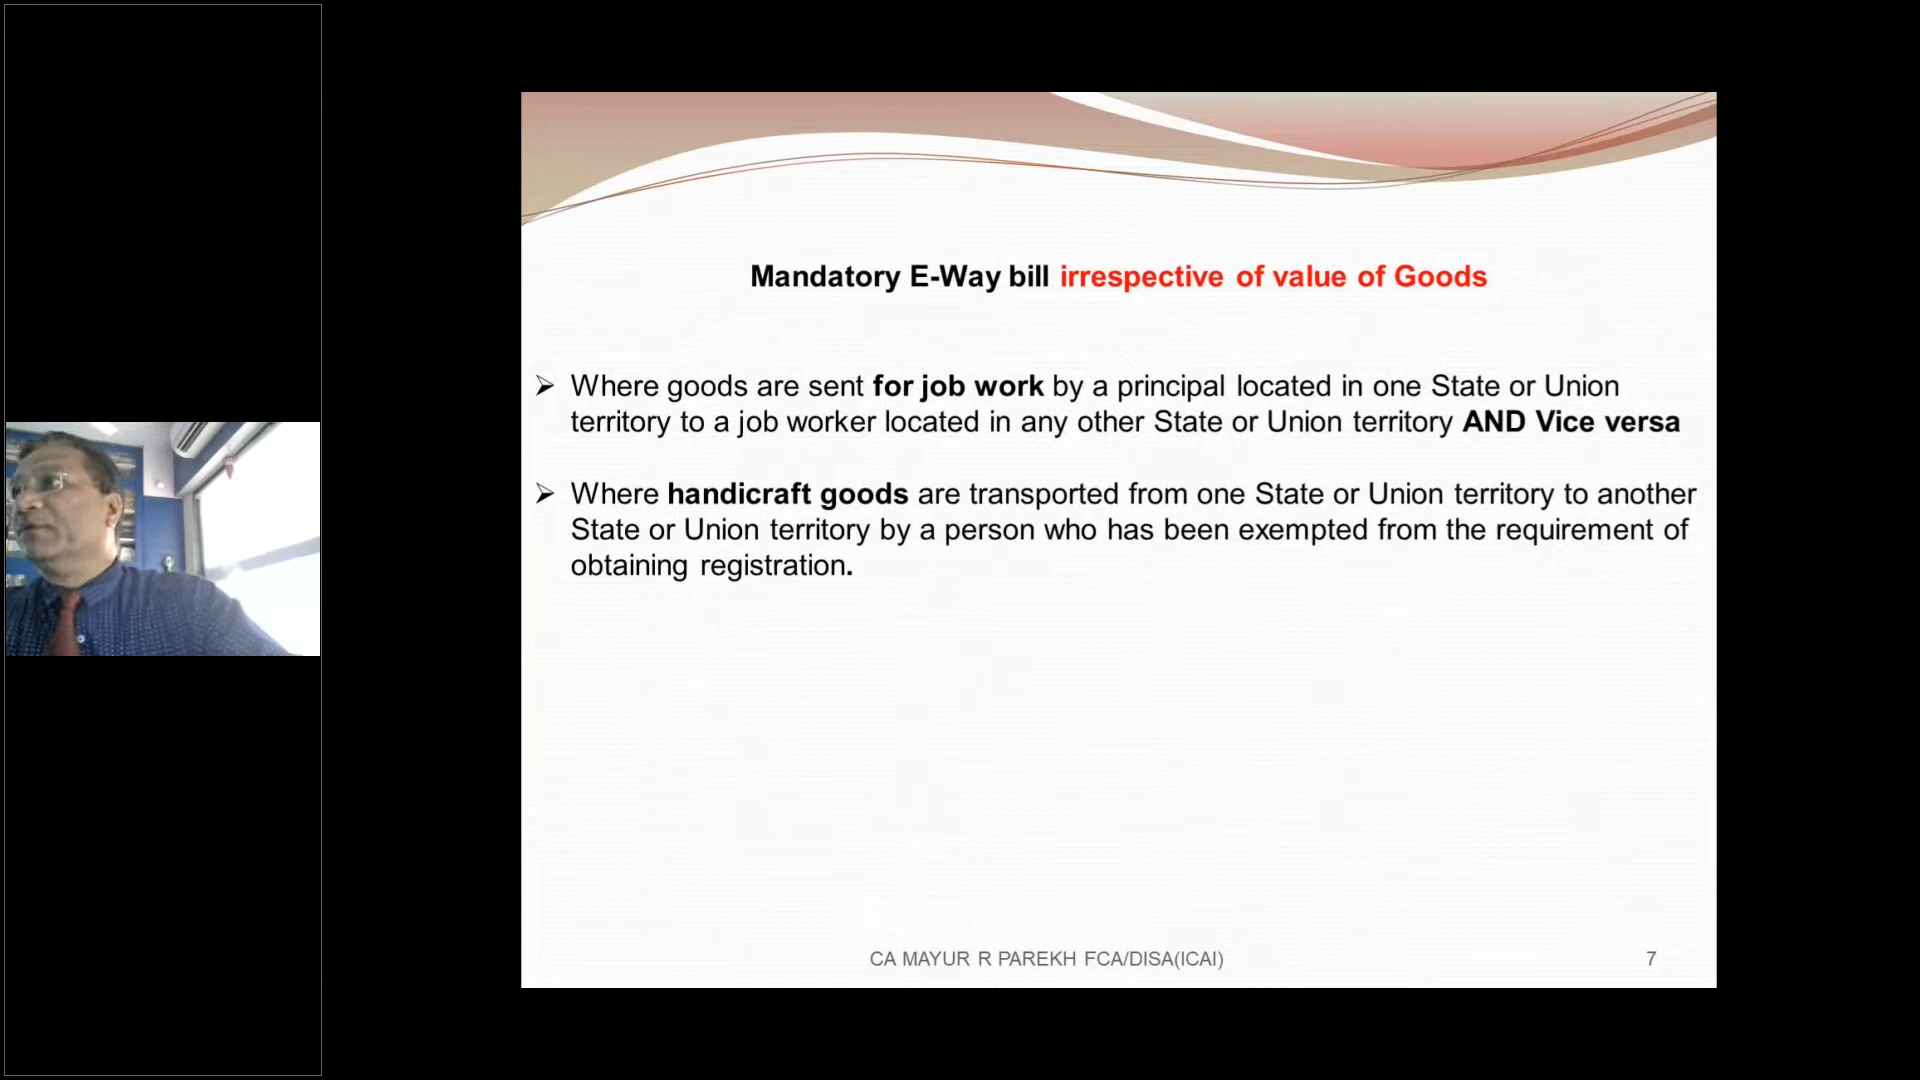 Mandatory E-Way bill irrespective of value of Goods
➢ Where goods are sent for job work by a principal located in one State or Union
territory to a job worker located in any other State or Union territory AND Vice versa
➢ Where handicraft goods are transported from one State or Union territory to another
State or Union territory by a person who has been exempted from the requirement of
obtaining registration.
CA MAYUR R PAREKH FCA/DISA(ICAI)
7